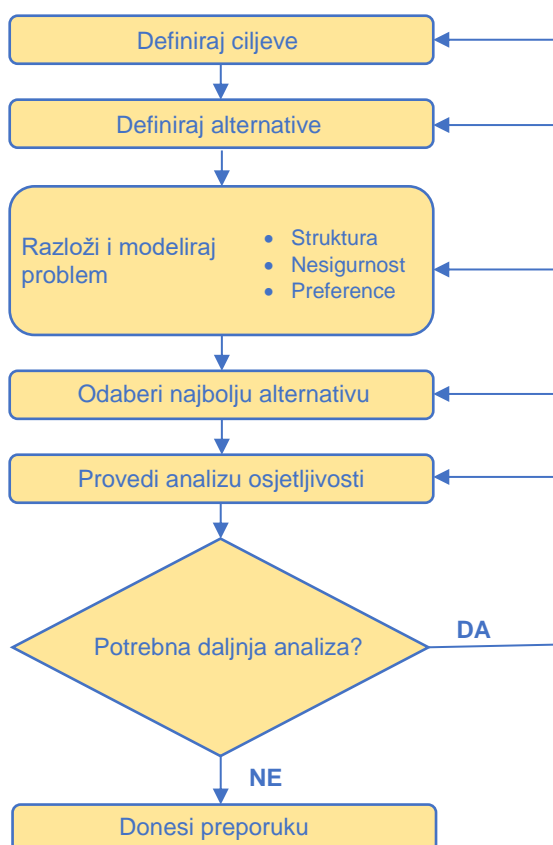 Definiraj ciljeve
Definiraj alternative
Razloži i modeliraj
problem
• Struktura
• Nesigurnost
• Preference
Odaberi najbolju alternativu
Provedi analizu osjetljivosti
Potrebna daljnja analiza?
DA
NE
Donesi preporuku